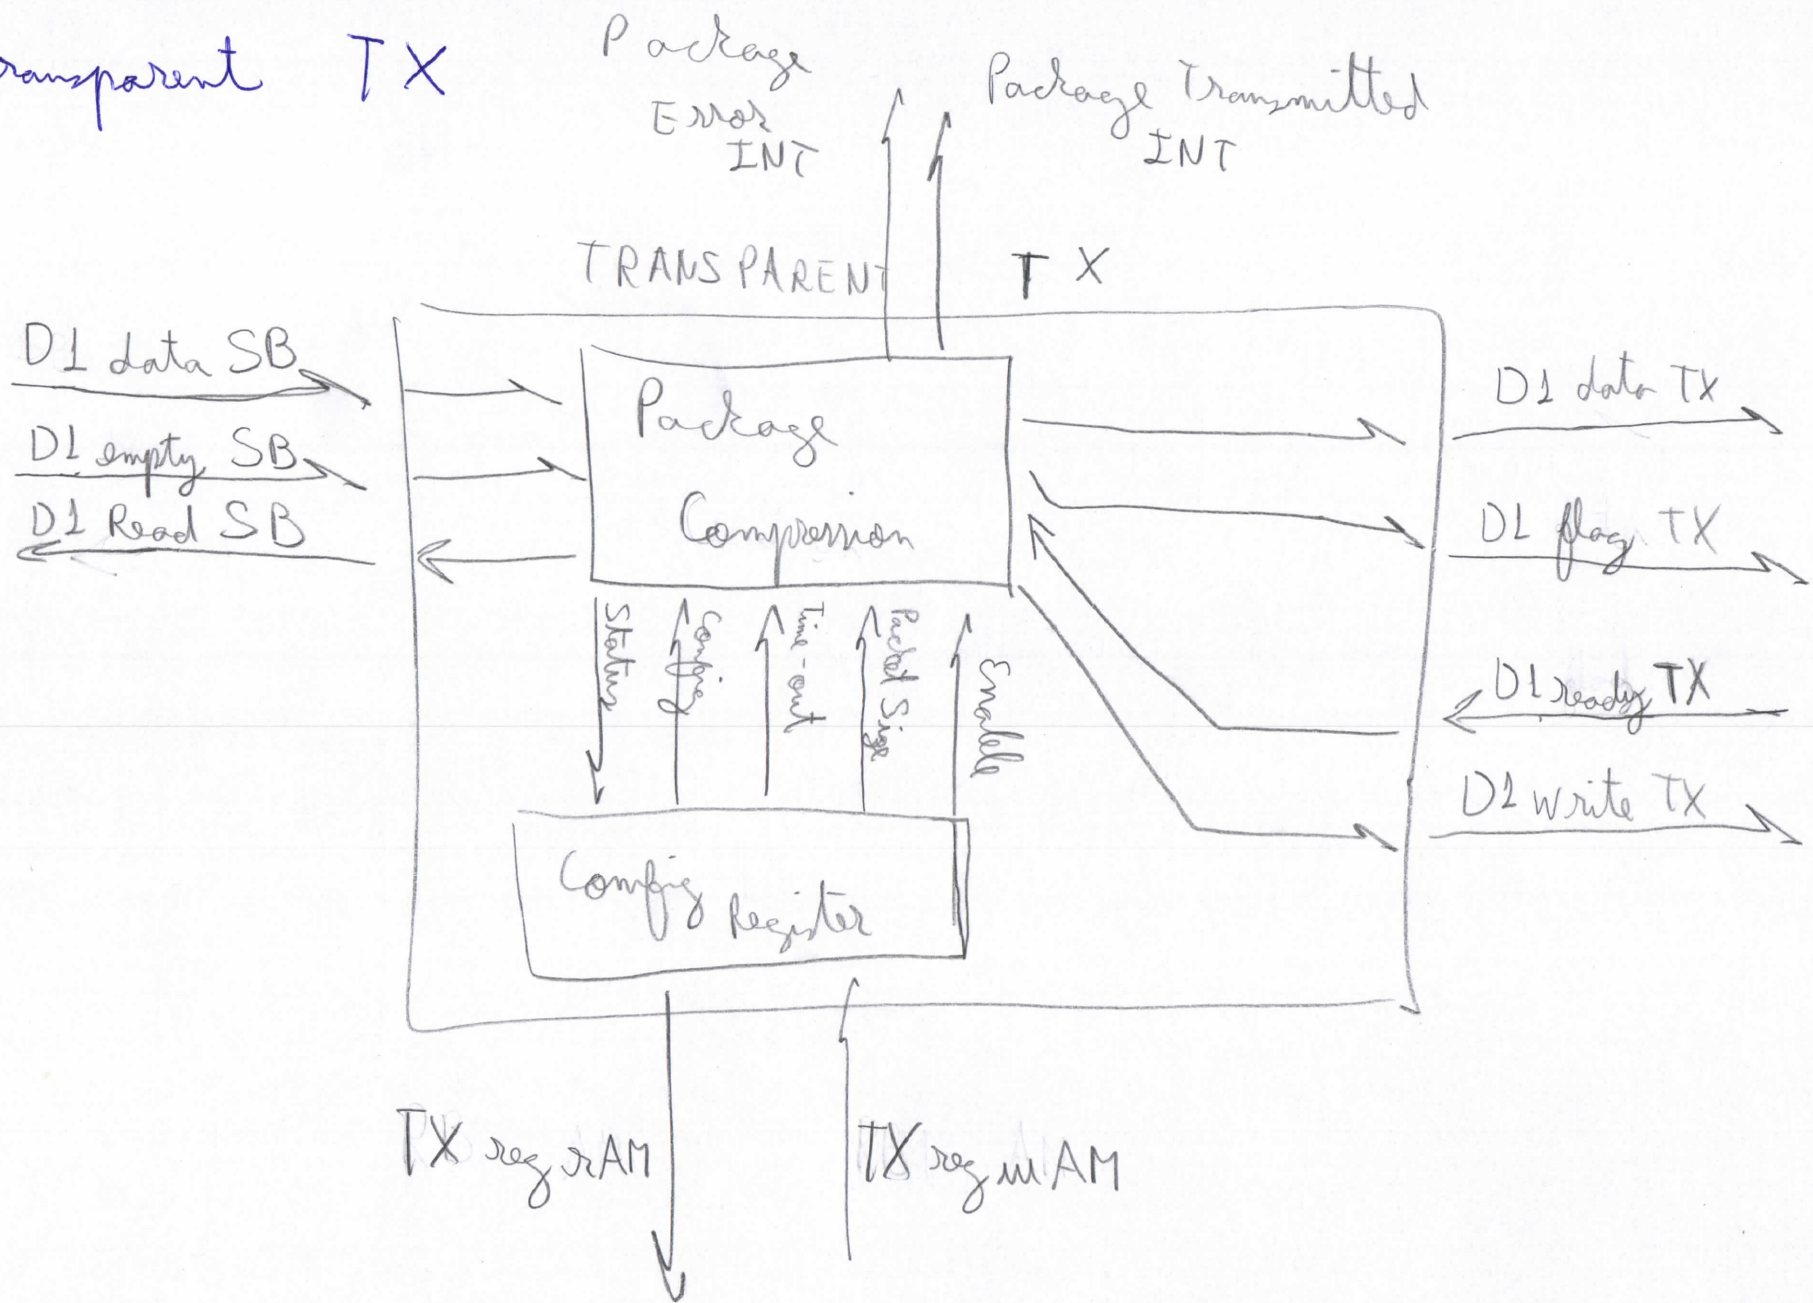 ransparent TX
Package
Error
INT
Package Transmitted
INT
TRANSPARENT TX
D1 data SB
D1 empty SB
D1 Read SB
Package
Compression
D1 data TX
D1 flag TX
D1 ready TX
D1 write TX
Status
Config
Time-out
Packet Size
Enable
Config
Register
TX reg rAM
TX reg wAM